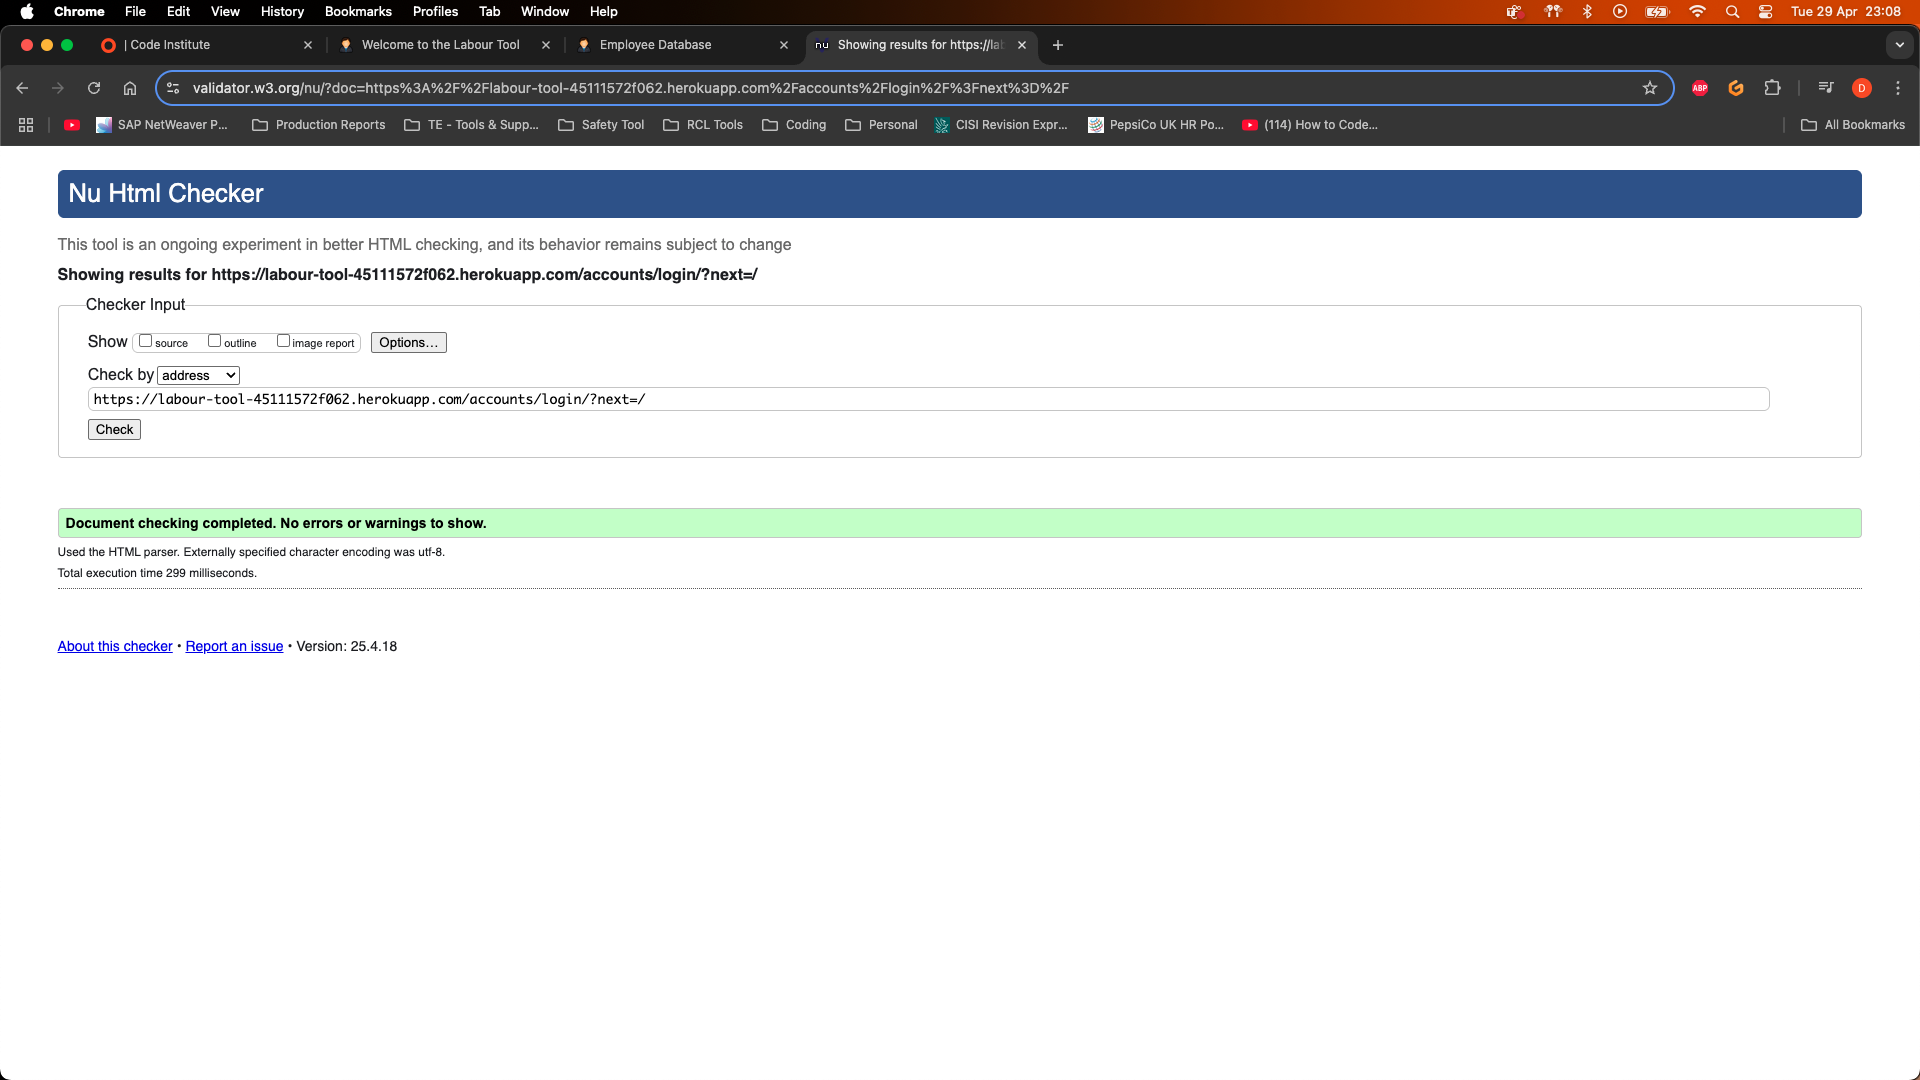 Chrome File Edit View History Bookmarks Profiles Tab Window Help Tue 29 Apr 23:08
| Code Institute Welcome to the Labour Tool Employee Database nu Showing results for https://la
validator.w3.org/nu/?doc=https%3A%2F%2Flabour-tool-45111572f062.herokuapp.com%2Faccounts%2Flogin%2F%3Fnext%3D%2F ABP D
SAP NetWeaver P... Production Reports TE - Tools & Supp... Safety Tool RCL Tools Coding Personal CISI Revision Expr... PepsiCo UK HR Po... (114) How to Code... All Bookmarks
Nu Html Checker
This tool is an ongoing experiment in better HTML checking, and its behavior remains subject to change
Showing results for https://labour-tool-45111572f062.herokuapp.com/accounts/login/?next=/
Checker Input
Show source outline image report Options...
Check by address
https://labour-tool-45111572f062.herokuapp.com/accounts/login/?next=/
Check
Document checking completed. No errors or warnings to show.
Used the HTML parser. Externally specified character encoding was utf-8.
Total execution time 299 milliseconds.
About this checker • Report an issue • Version: 25.4.18